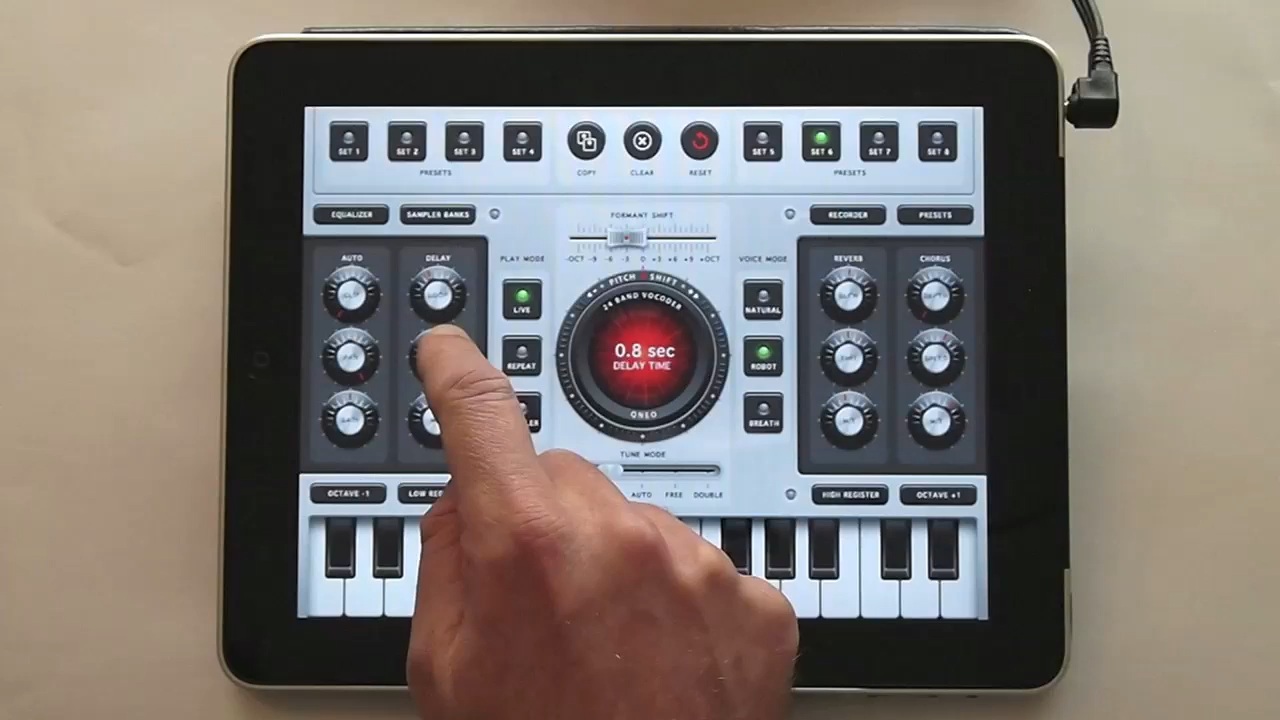 SET 1 SET 2 SET 3 SET 4 SET 5 SET 6 SET 7 SET 8
PRESETS COPY CLEAR RESET PRESETS
EQUALIZER SAMPLER BANKS FORMANT SHIFT RECORDER PRESETS
-OCT -9 -6 -3 0 +3 +6 +9 +OCT
AUTO DELAY PLAY MODE VOICE MODE REVERB CHORUS
PITCH SHIFT
24 BAND VOCODER
LIVE NATURAL
0.8 sec
DELAY TIME
REPEAT ROBOT
BREATH
TUNE MODE
AUTO FREE DOUBLE
OCTAVE -1 LOW HIGH REGISTER OCTAVE +1